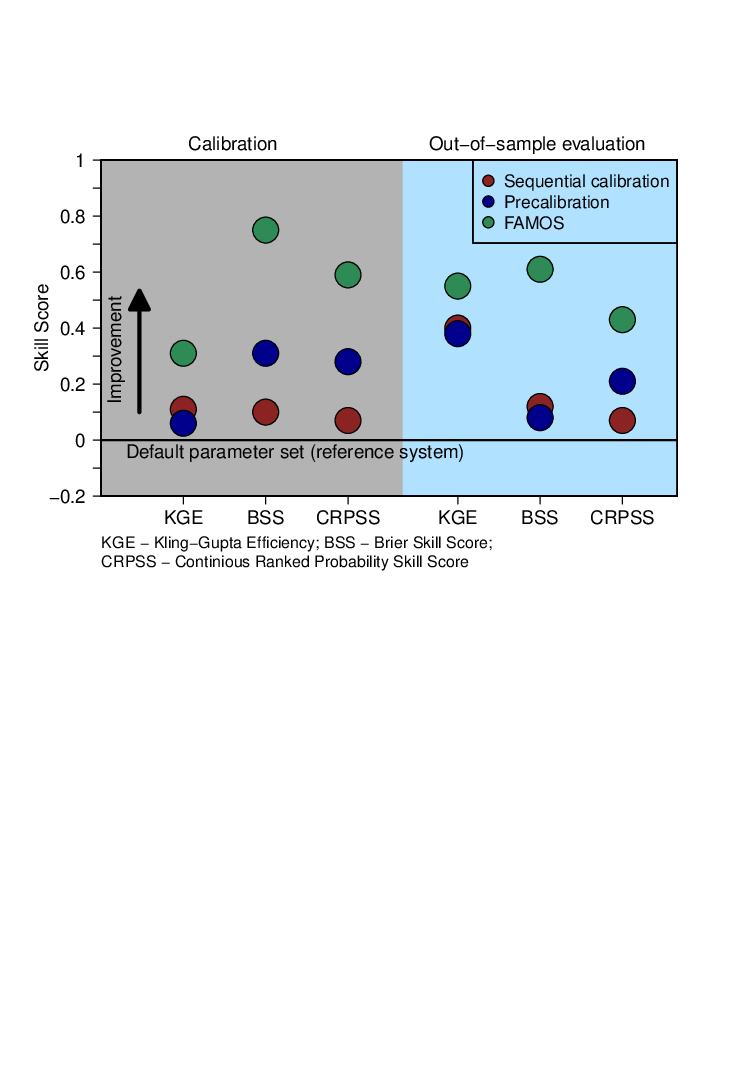 Calibration
Out−of−sample evaluation
Skill Score
1
0.8
0.6
0.4
0.2
0
−0.2
Improvement
Sequential calibration
Precalibration
FAMOS
Default parameter set (reference system)
KGE
BSS
CRPSS
KGE
BSS
CRPSS
KGE − Kling−Gupta Efficiency; BSS − Brier Skill Score;
CRPSS − Continious Ranked Probability Skill Score